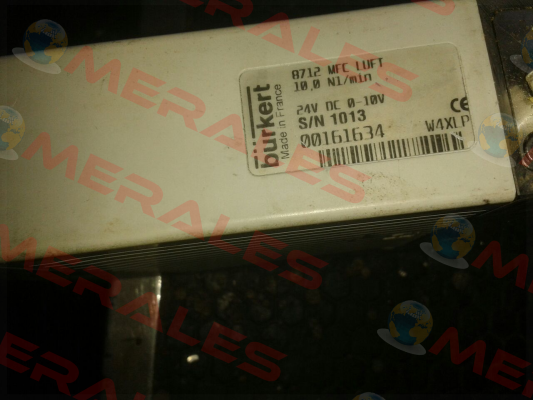 bürkert
Made in France
8712 MFC LUFT
10,0 Nl/min
24V DC 0-10V
S/N 1013
CE
00161634
W4XLP
MERALES
MERALES
MERALES
MERALES